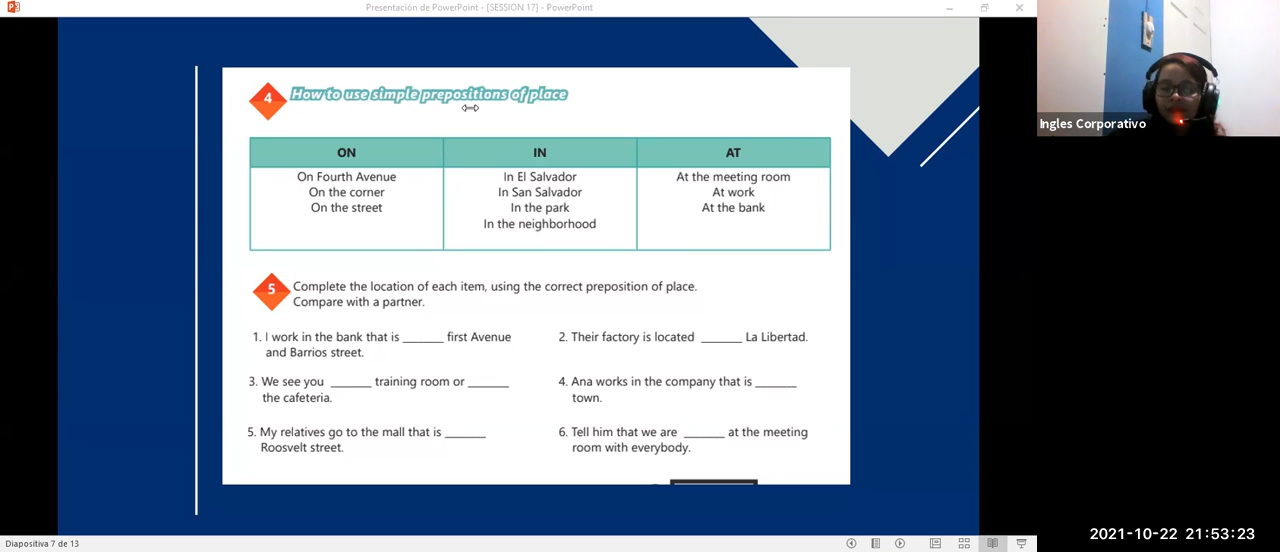 Presentación de PowerPoint - [SESSION 17] - PowerPoint
Ingles Corporativo
4 How to use simple prepositions of place
ON IN AT
On Fourth Avenue In El Salvador At the meeting room
On the corner In San Salvador At work
On the street In the park At the bank
In the neighborhood
5 Complete the location of each item, using the correct preposition of place.
Compare with a partner.
1. I work in the bank that is _______ first Avenue
and Barrios street.
2. Their factory is located _______ La Libertad.
3. We see you _______ training room or _______
the cafeteria.
4. Ana works in the company that is _______
town.
5. My relatives go to the mall that is _______
Roosvelt street.
6. Tell him that we are _______ at the meeting
room with everybody.
Diapositiva 7 de 13
2021-10-22 21:53:23